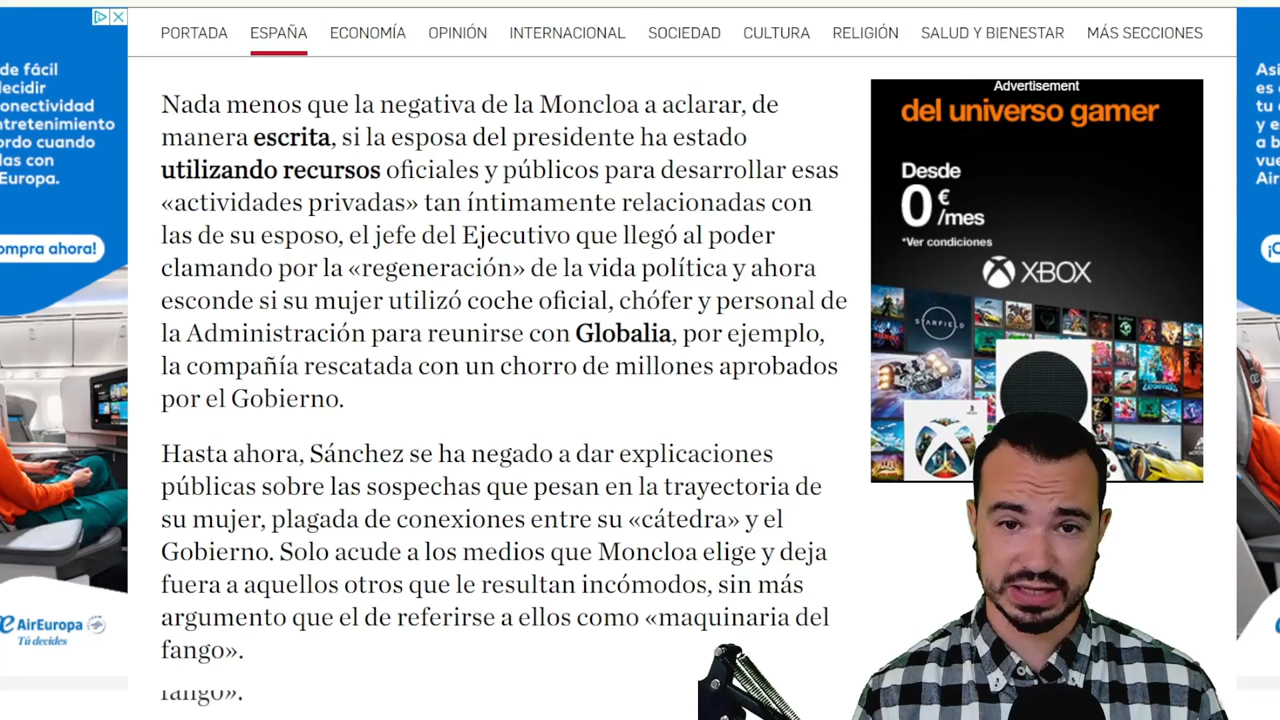 PORTADA ESPAÑA ECONOMÍA OPINIÓN INTERNACIONAL SOCIEDAD CULTURA RELIGIÓN SALUD Y BIENESTAR MÁS SECCIONES
de fácil
decidir
onectividad
ntretenimiento
ordo cuando
las con
Europa.
ompra ahora!
AirEuropa
Tú decides
Nada menos que la negativa de la Moncloa a aclarar, de
manera escrita, si la esposa del presidente ha estado
utilizando recursos oficiales y públicos para desarrollar esas
«actividades privadas» tan íntimamente relacionadas con
las de su esposo, el jefe del Ejecutivo que llegó al poder
clamando por la «regeneración» de la vida política y ahora
esconde si su mujer utilizó coche oficial, chófer y personal de
la Administración para reunirse con Globalia, por ejemplo,
la compañía rescatada con un chorro de millones aprobados
por el Gobierno.
Hasta ahora, Sánchez se ha negado a dar explicaciones
públicas sobre las sospechas que pesan en la trayectoria de
su mujer, plagada de conexiones entre su «cátedra» y el
Gobierno. Solo acude a los medios que Moncloa elige y deja
fuera a aquellos otros que le resultan incómodos, sin más
argumento que el de referirse a ellos como «maquinaria del
fango».
fango».
Advertisement
del universo gamer
Desde
0 €/mes
*Ver condiciones
XBOX
STARFIELD
Así
es
tu
y e
a b
vue
Air